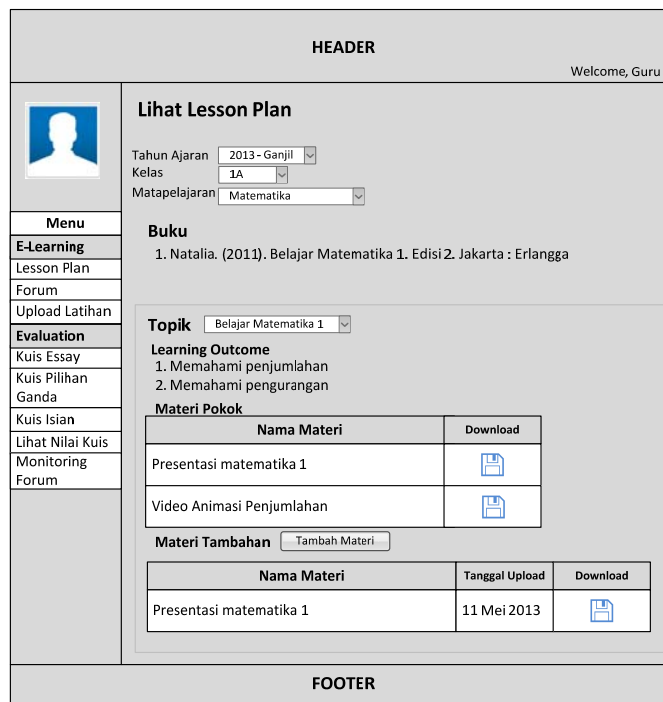 HEADER
Welcome, Guru
Lihat Lesson Plan
Tahun Ajaran 2013 - Ganjil
Kelas 1A
Matapelajaran Matematika
Menu
E-Learning
Lesson Plan
Forum
Upload Latihan
Evaluation
Kuis Essay
Kuis Pilihan
Ganda
Kuis Isian
Lihat Nilai Kuis
Monitoring
Forum
Buku
1. Natalia. (2011). Belajar Matematika 1. Edisi 2. Jakarta : Erlangga
Topik Belajar Matematika 1
Learning Outcome
1. Memahami penjumlahan
2. Memahami pengurangan
Materi Pokok
Nama Materi Download
Presentasi matematika 1
Video Animasi Penjumlahan
Materi Tambahan Tambah Materi
Nama Materi Tanggal Upload Download
Presentasi matematika 1 11 Mei 2013
FOOTER